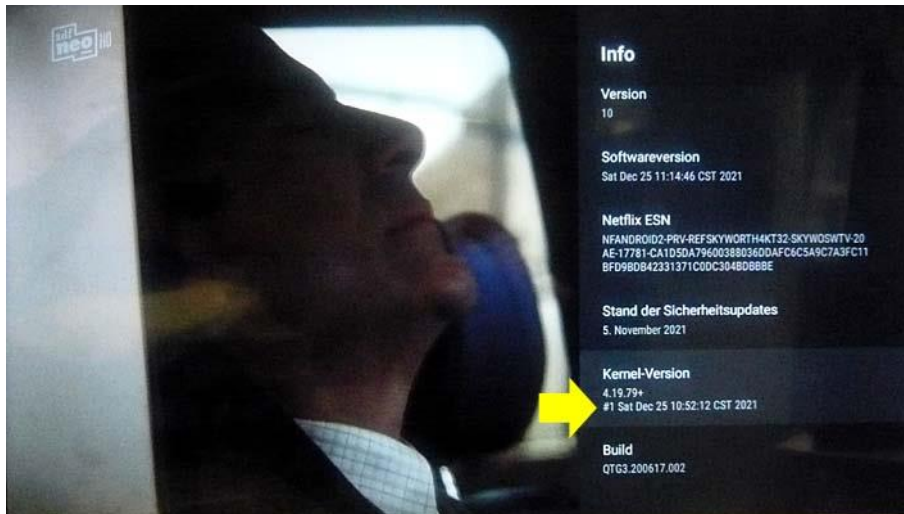 zdf
neo HD
Info
Version
10
Softwareversion
Sat Dec 25 11:14:46 CST 2021
Netflix ESN
NFANDROID2-PRV-REFSKYWORTH4KT32-SKYWOSWTV-20
AE-17781-CA1D5DA79600388036DDAFC6C5A9C7A3FC11
BFD9BDB42331371C0DC304BDBBBE
Stand der Sicherheitsupdates
5. November 2021
Kernel-Version
4.19.79+
#1 Sat Dec 25 10:52:12 CST 2021
Build
QTG3.200617.002